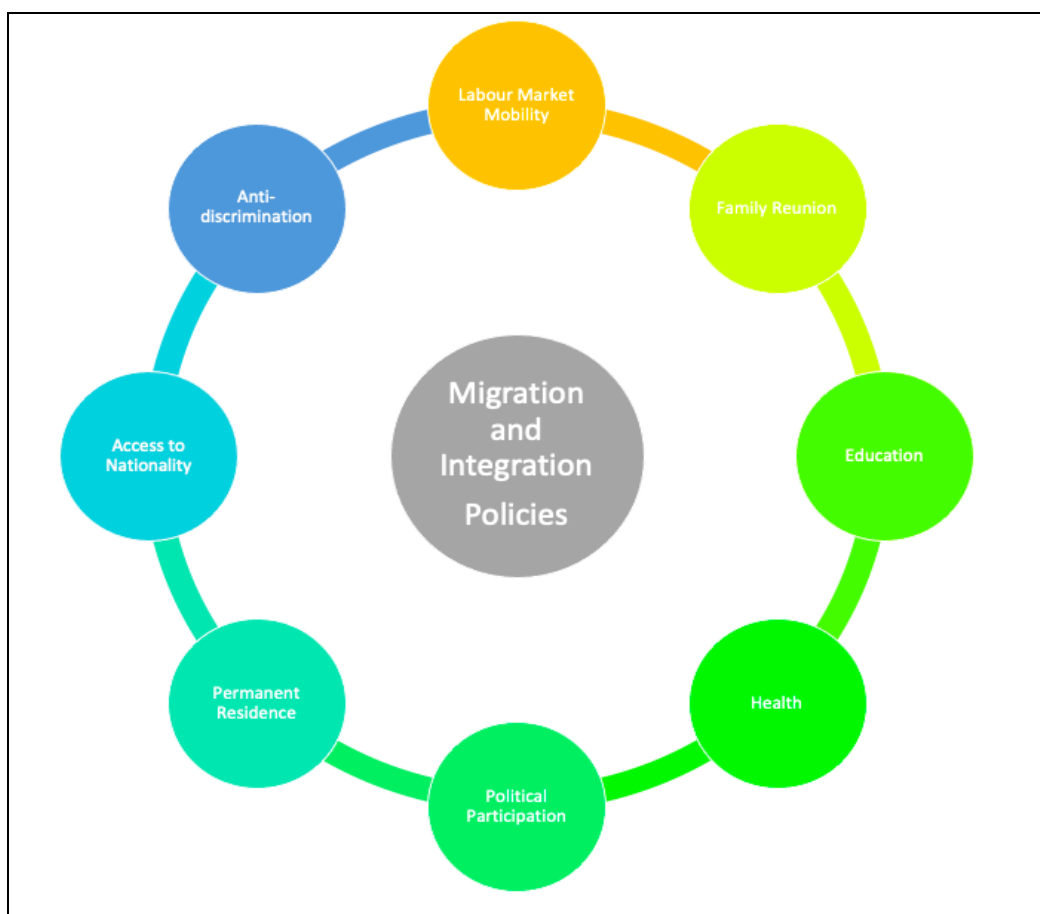 Labour Market
Mobility
Family Reunion
Education
Health
Political
Participation
Permanent
Residence
Access to
Nationality
Anti-
discrimination
Migration
and
Integration
Policies